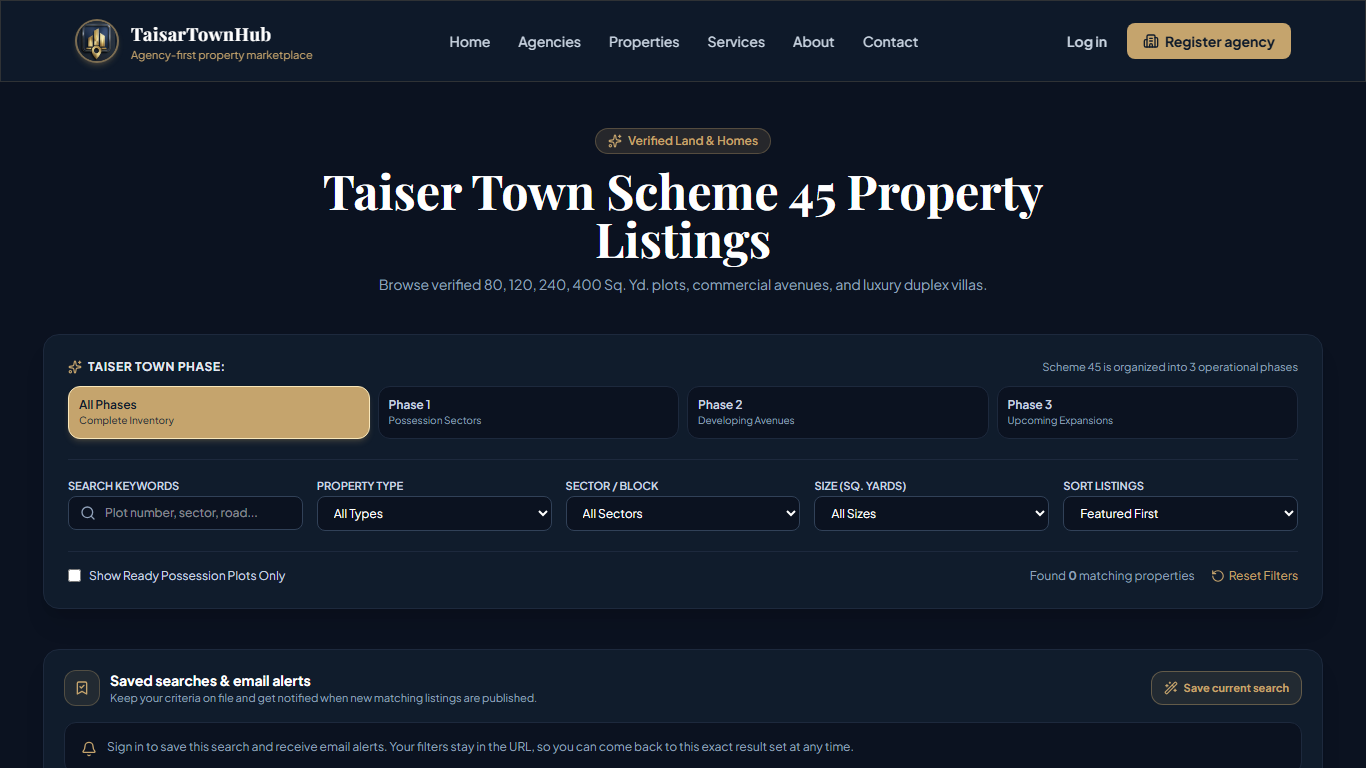 TaisarTownHub
Agency-first property marketplace
Home
Agencies
Properties
Services
About
Contact
Log in
Register agency
Verified Land & Homes
Taiser Town Scheme 45 Property
Listings
Browse verified 80, 120, 240, 400 Sq. Yd. plots, commercial avenues, and luxury duplex villas.
TAISER TOWN PHASE:
Scheme 45 is organized into 3 operational phases
All Phases
Complete Inventory
Phase 1
Possession Sectors
Phase 2
Developing Avenues
Phase 3
Upcoming Expansions
SEARCH KEYWORDS
Plot number, sector, road...
PROPERTY TYPE
All Types
SECTOR / BLOCK
All Sectors
SIZE (SQ. YARDS)
All Sizes
SORT LISTINGS
Featured First
Show Ready Possession Plots Only
Found 0 matching properties
Reset Filters
Saved searches & email alerts
Keep your criteria on file and get notified when new matching listings are published.
Save current search
Sign in to save this search and receive email alerts. Your filters stay in the URL, so you can come back to this exact result set at any time.